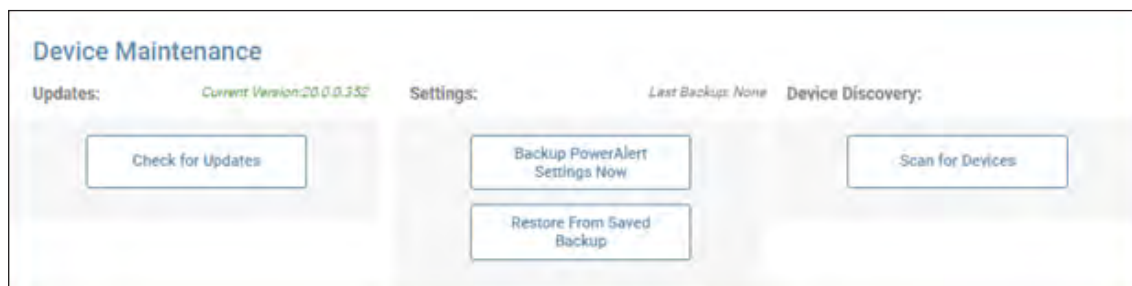 Device Maintenance
Updates: Current Version:20.0.0.352 Settings: Last Backup: None Device Discovery:
Check for Updates
Backup PowerAlert
Settings Now
Scan for Devices
Restore From Saved
Backup